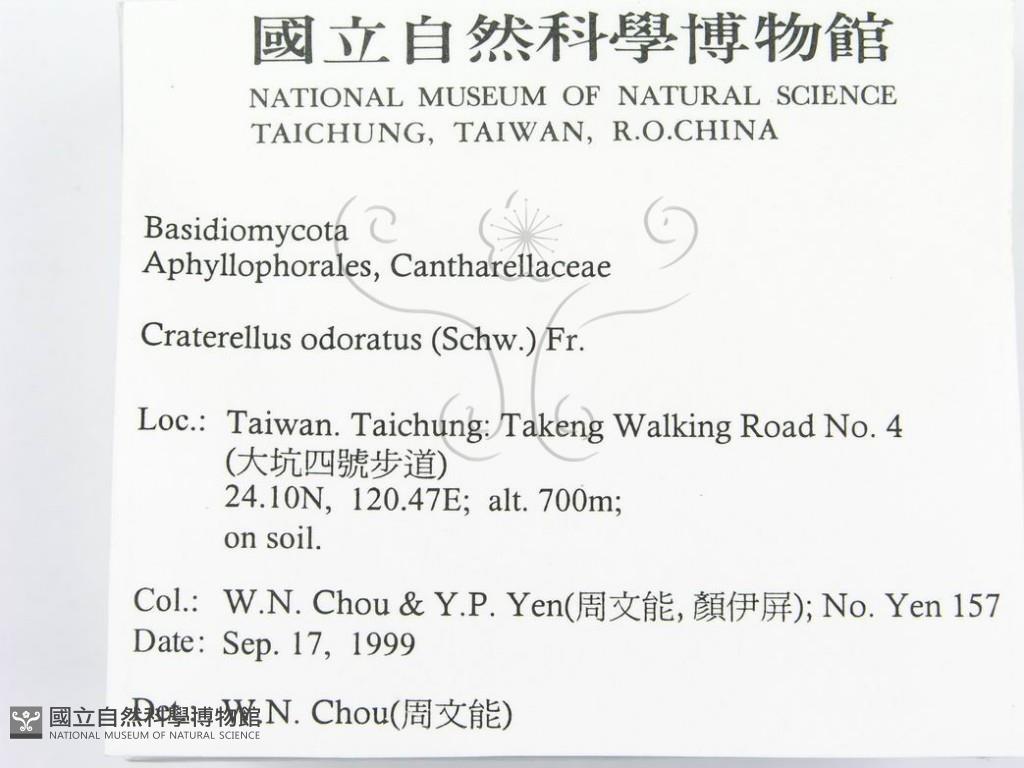 國立自然科學博物館
NATIONAL MUSEUM OF NATURAL SCIENCE
TAICHUNG, TAIWAN, R.O.CHINA
Basidiomycota
Aphyllophorales, Cantharellaceae
Craterellus odoratus (Schw.) Fr.
Loc.: Taiwan. Taichung: Takeng Walking Road No. 4
(大坑四號步道)
24.10N, 120.47E; alt. 700m;
on soil.
Col.: W.N. Chou & Y.P. Yen(周文能, 顏伊屏); No. Yen 157
Date: Sep. 17, 1999
Det.: W.N. Chou(周文能)
國立自然科學博物館
NATIONAL MUSEUM OF NATURAL SCIENCE